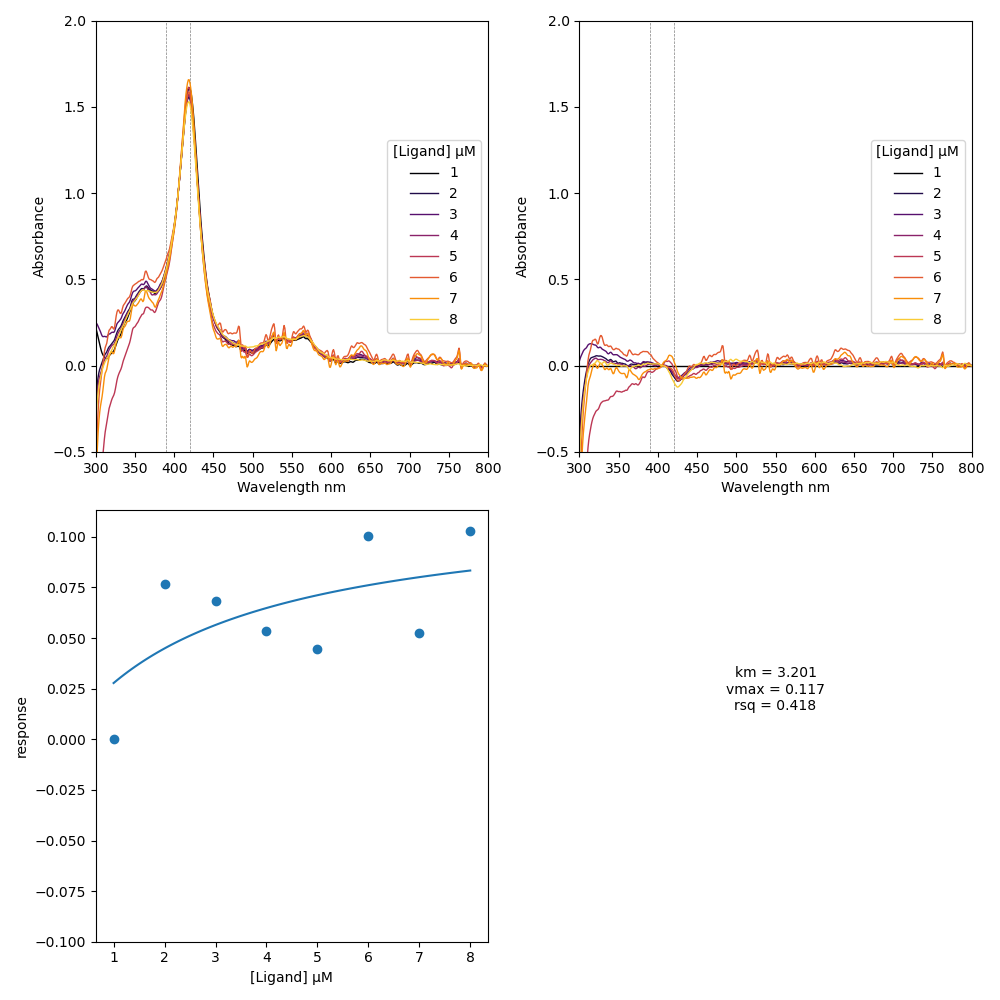 2.0
1.5
1.0
0.5
0.0
−0.5
Absorbance
300 350 400 450 500 550 600 650 700 750 800
Wavelength nm
[Ligand] μM
1
2
3
4
5
6
7
8
2.0
1.5
1.0
0.5
0.0
−0.5
Absorbance
300 350 400 450 500 550 600 650 700 750 800
Wavelength nm
[Ligand] μM
1
2
3
4
5
6
7
8
0.100
0.075
0.050
0.025
0.000
−0.025
−0.050
−0.075
−0.100
response
1 2 3 4 5 6 7 8
[Ligand] μM
km = 3.201
vmax = 0.117
rsq = 0.418